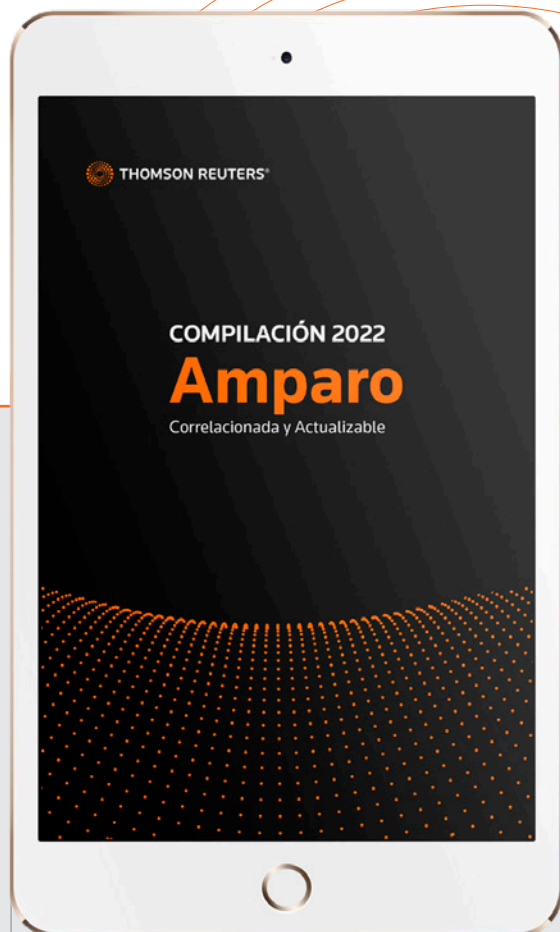 THOMSON REUTERS®
COMPILACIÓN 2022
Amparo
Correlacionada y Actualizable